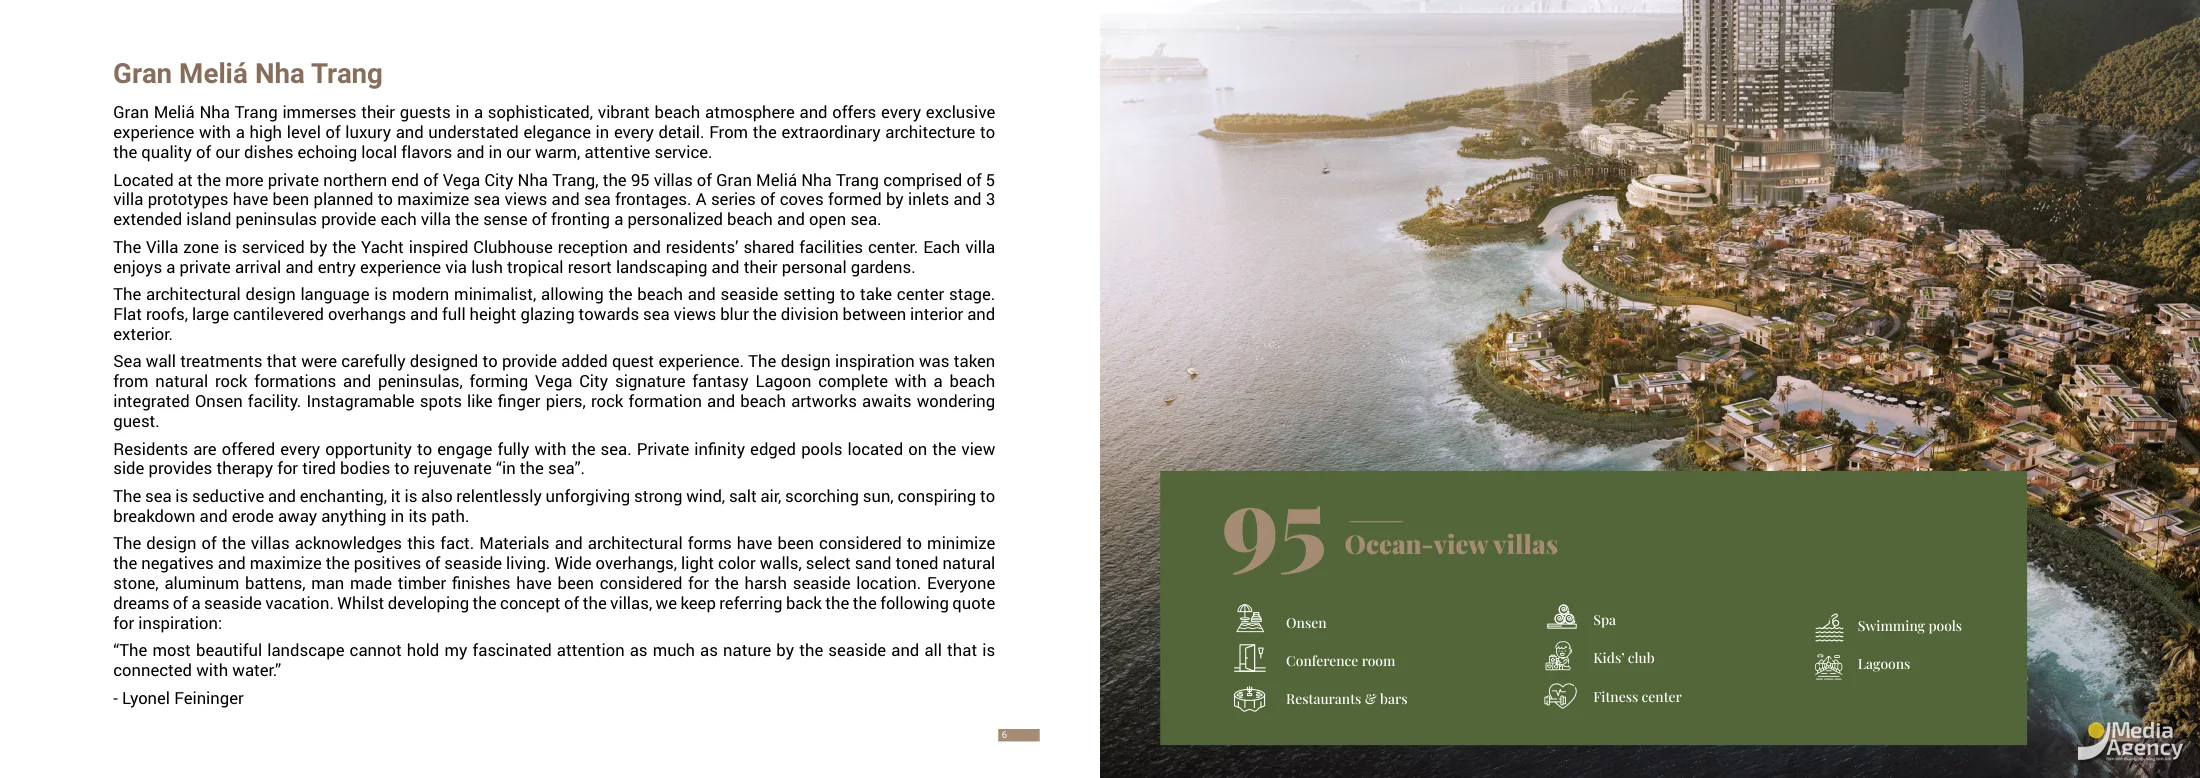 Gran Meliá Nha Trang
Gran Meliá Nha Trang immerses their guests in a sophisticated, vibrant beach atmosphere and offers every exclusive
experience with a high level of luxury and understated elegance in every detail. From the extraordinary architecture to
the quality of our dishes echoing local flavors and in our warm, attentive service.
Located at the more private northern end of Vega City Nha Trang, the 95 villas of Gran Meliá Nha Trang comprised of 5
villa prototypes have been planned to maximize sea views and sea frontages. A series of coves formed by inlets and 3
extended island peninsulas provide each villa the sense of fronting a personalized beach and open sea.
The Villa zone is serviced by the Yacht inspired Clubhouse reception and residents’ shared facilities center. Each villa
enjoys a private arrival and entry experience via lush tropical resort landscaping and their personal gardens.
The architectural design language is modern minimalist, allowing the beach and seaside setting to take center stage.
Flat roofs, large cantilevered overhangs and full height glazing towards sea views blur the division between interior and
exterior.
Sea wall treatments that were carefully designed to provide added quest experience. The design inspiration was taken
from natural rock formations and peninsulas, forming Vega City signature fantasy Lagoon complete with a beach
integrated Onsen facility. Instagramable spots like finger piers, rock formation and beach artworks awaits wondering
guest.
Residents are offered every opportunity to engage fully with the sea. Private infinity edged pools located on the view
side provides therapy for tired bodies to rejuvenate “in the sea”.
The sea is seductive and enchanting, it is also relentlessly unforgiving strong wind, salt air, scorching sun, conspiring to
breakdown and erode away anything in its path.
The design of the villas acknowledges this fact. Materials and architectural forms have been considered to minimize
the negatives and maximize the positives of seaside living. Wide overhangs, light color walls, select sand toned natural
stone, aluminum battens, man made timber finishes have been considered for the harsh seaside location. Everyone
dreams of a seaside vacation. Whilst developing the concept of the villas, we keep referring back the the following quote
for inspiration:
“The most beautiful landscape cannot hold my fascinated attention as much as nature by the seaside and all that is
connected with water.”
- Lyonel Feininger
6
95 Ocean-view villas
Onsen
Conference room
Restaurants & bars
Spa
Kids’ club
Fitness center
Swimming pools
Lagoons
JMedia
Agency